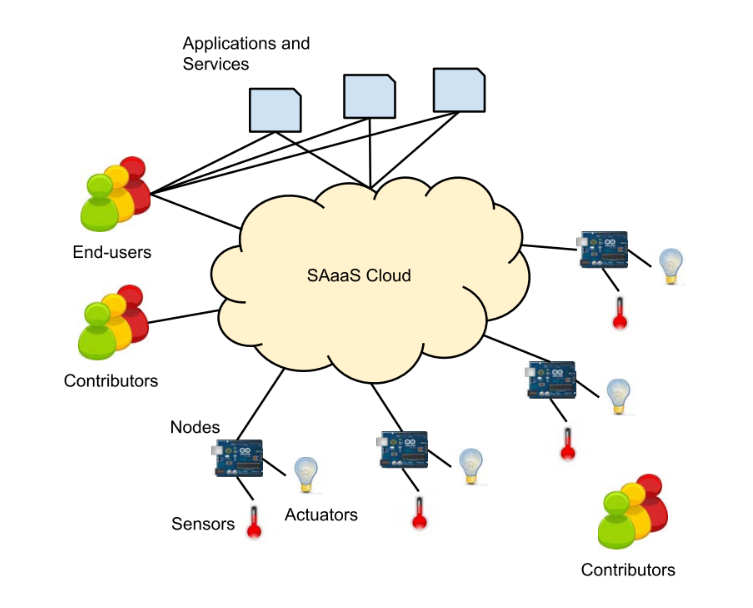 Applications and
Services
End-users
SAaaS Cloud
Contributors
Nodes
Sensors
Actuators
Contributors